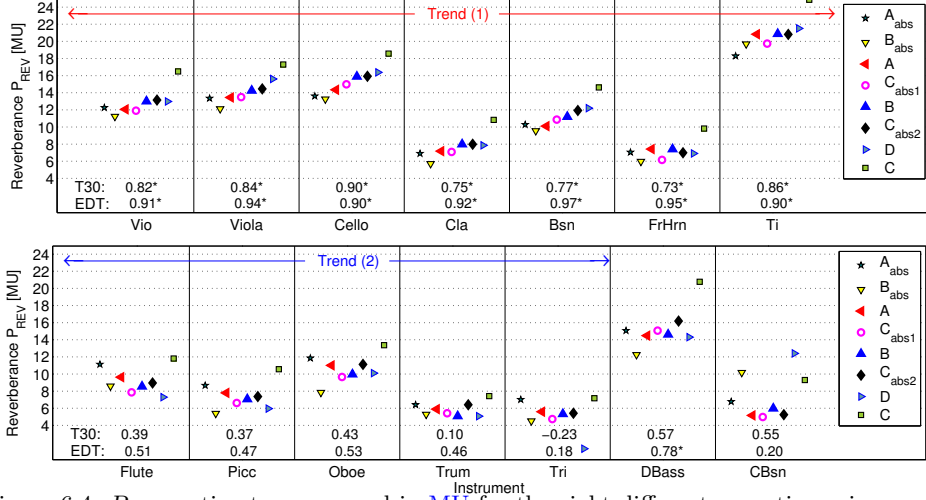 24
22
20
18
16
14
12
10
8
6
4
Reverberance P_REV [MU]
Trend (1)
T30: 0.82* 0.84* 0.90* 0.75* 0.77* 0.73* 0.86*
EDT: 0.91* 0.94* 0.90* 0.92* 0.97* 0.95* 0.90*
Vio Viola Cello Cla Bsn FrHrn Ti
A_abs
B_abs
A
C_abs1
B
C_abs2
D
C
24
22
20
18
16
14
12
10
8
6
4
Reverberance P_REV [MU]
Trend (2)
T30: 0.39 0.37 0.43 0.10 −0.23 0.57 0.55
EDT: 0.51 0.47 0.53 0.46 0.18 0.78* 0.20
Flute Picc Oboe Trum Tri DBass CBsn
Instrument
A_abs
B_abs
A
C_abs1
B
C_abs2
D
C